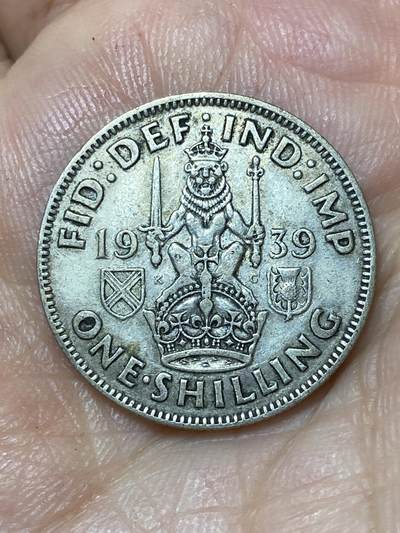 FID:DEF:IND:IMP
19 39
K G
ONE·SHILLING